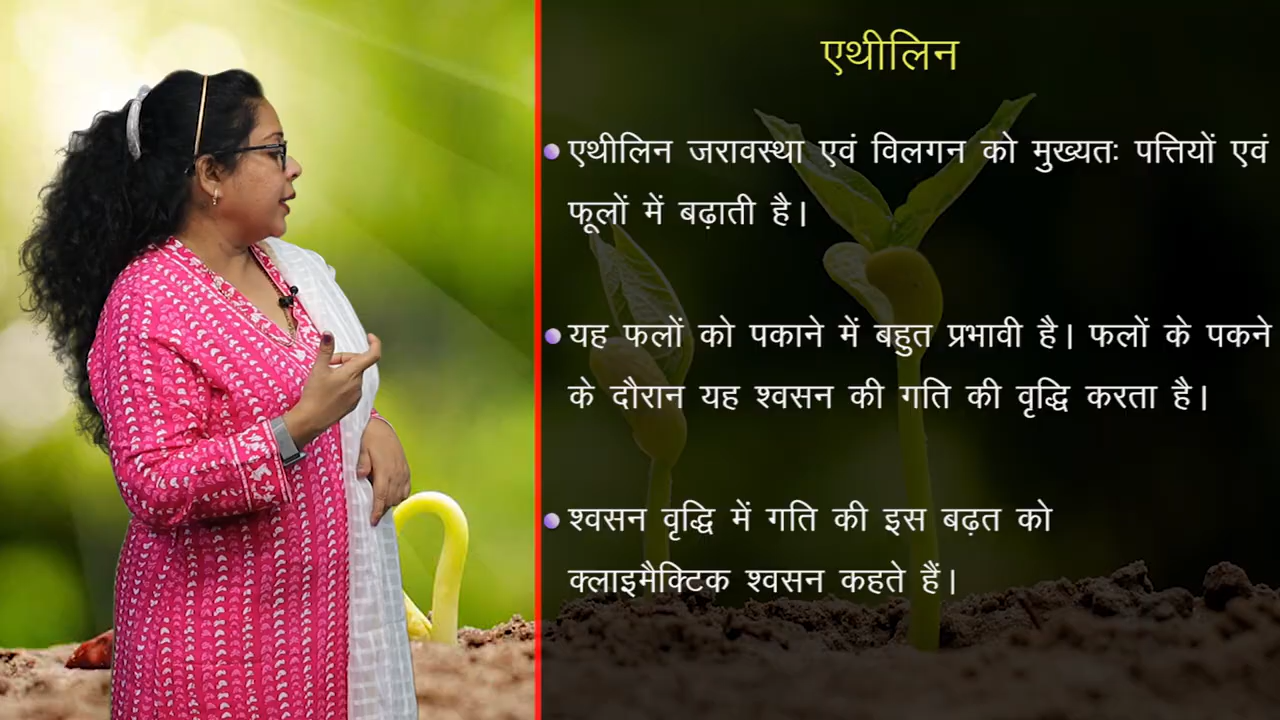 एथीलिन
एथीलिन जरावस्था एवं विलगन को मुख्यतः पत्तियों एवं
फूलों में बढ़ाती है।
यह फलों को पकाने में बहुत प्रभावी है। फलों के पकने
के दौरान यह श्वसन की गति की वृद्धि करता है।
श्वसन वृद्धि में गति की इस बढ़त को
क्लाइमैक्टिक श्वसन कहते हैं।